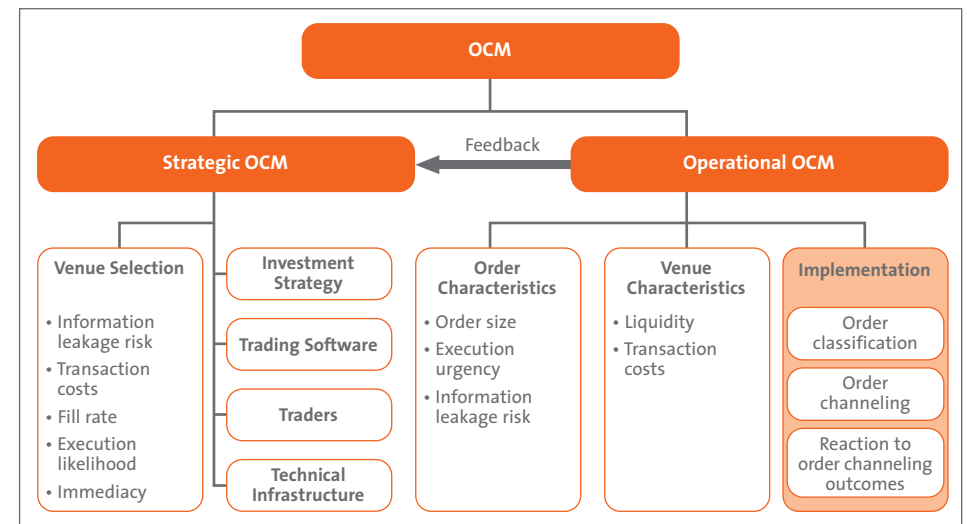 OCM
Strategic OCM
Feedback
Operational OCM
Venue Selection
• Information
leakage risk
• Transaction
costs
• Fill rate
• Execution
likelihood
• Immediacy
Investment
Strategy
Trading Software
Traders
Technical
Infrastructure
Order
Characteristics
• Order size
• Execution
urgency
• Information
leakage risk
Venue
Characteristics
• Liquidity
• Transaction
costs
Implementation
Order
classification
Order
channeling
Reaction to
order channeling
outcomes